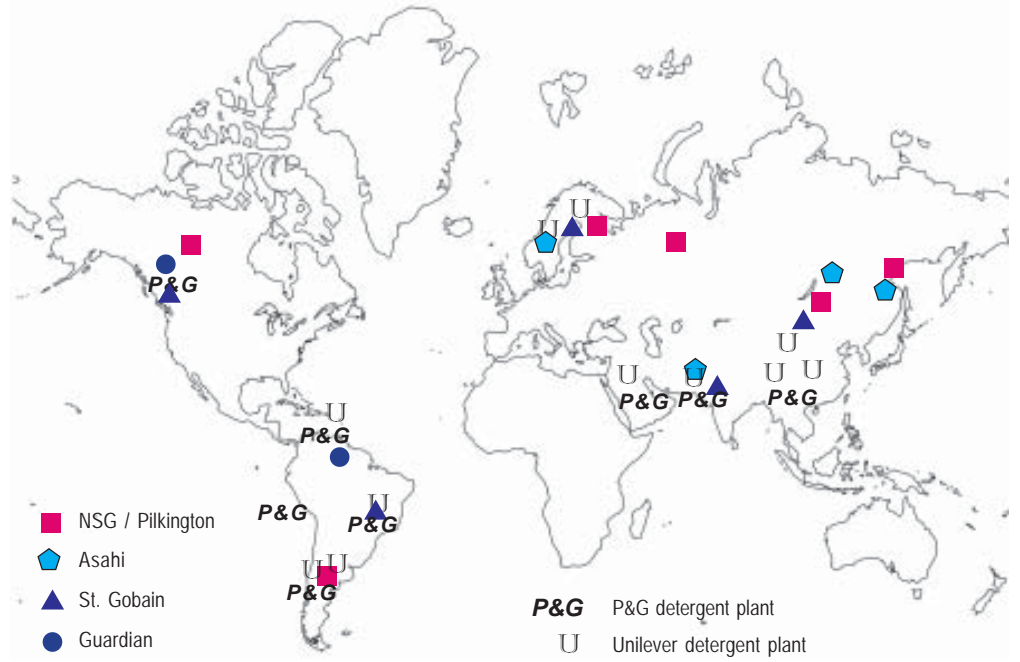 U
U
P&G
U
U
U
U
U
U
P&G
P&G
P&G
U
P&G
P&G
U
P&G
U
U
P&G
NSG / Pilkington
Asahi
St. Gobain
Guardian
P&G P&G detergent plant
U Unilever detergent plant